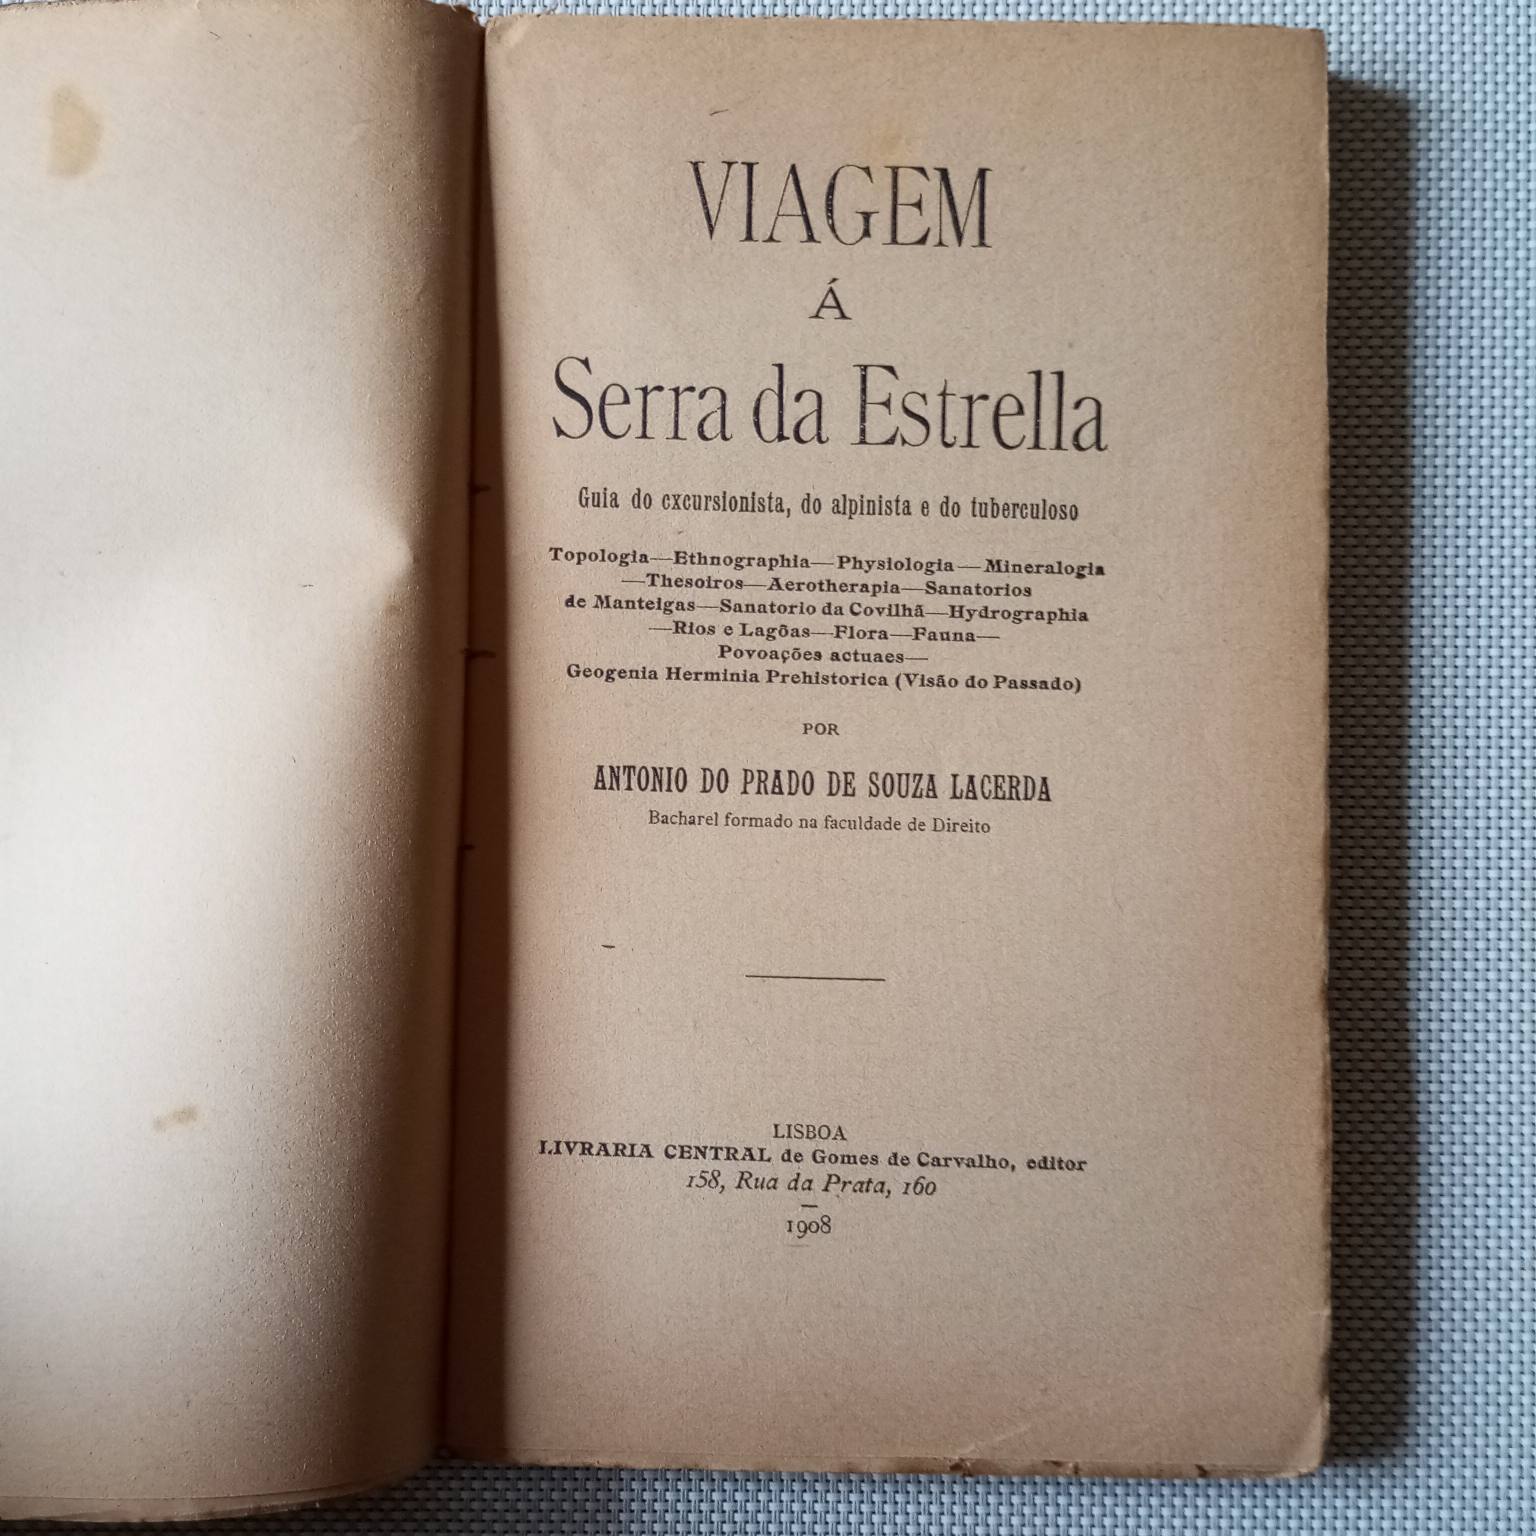 VIAGEM
Á
Serra da Estrella
Guia do excursionista, do alpinista e do tuberculoso
Topologia—Ethnographia—Physiologia—Mineralogia
—Thesoiros—Aerotherapia—Sanatorios
de Manteigas—Sanatorio da Covilhã—Hydrographia
—Rios e Lagôas—Flora—Fauna—
Povoações actuaes—
Geogenia Herminia Prehistorica (Visão do Passado)
POR
ANTONIO DO PRADO DE SOUZA LACERDA
Bacharel formado na faculdade de Direito
LISBOA
LIVRARIA CENTRAL de Gomes de Carvalho, editor
158, Rua da Prata, 160
1908